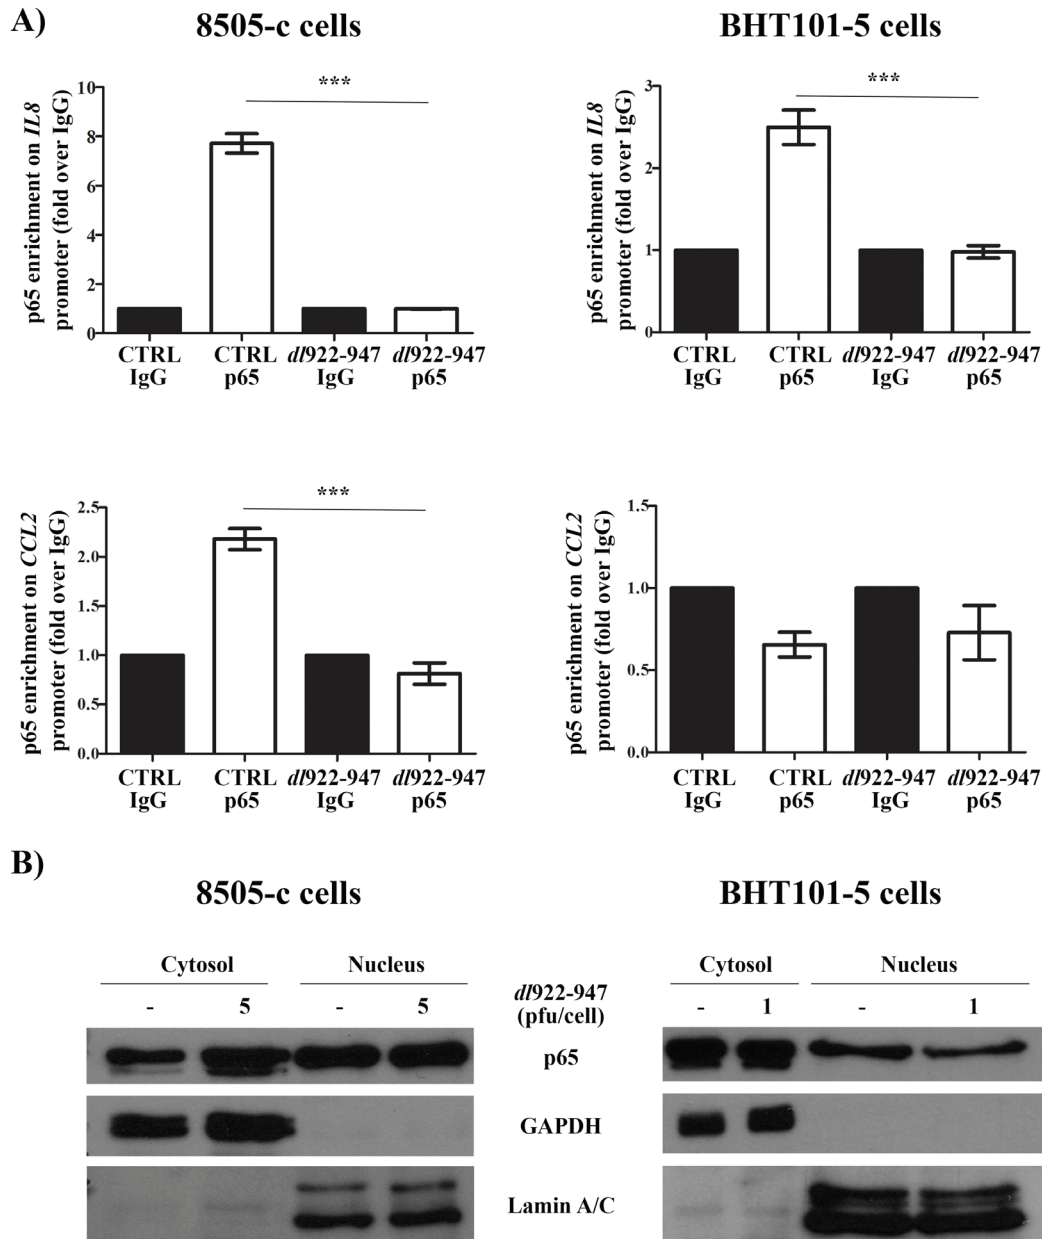 A)
8505-c cells
BHT101-5 cells
p65 enrichment on IL8
promoter (fold over IgG)
10
8
6
4
2
0
***
CTRL IgG
CTRL p65
dl922-947 IgG
dl922-947 p65
p65 enrichment on IL8
promoter (fold over IgG)
3
2
1
0
***
CTRL IgG
CTRL p65
dl922-947 IgG
dl922-947 p65
p65 enrichment on CCL2
promoter (fold over IgG)
2.5
2.0
1.5
1.0
0.5
0.0
***
CTRL IgG
CTRL p65
dl922-947 IgG
dl922-947 p65
p65 enrichment on CCL2
promoter (fold over IgG)
1.5
1.0
0.5
0.0
CTRL IgG
CTRL p65
dl922-947 IgG
dl922-947 p65
B)
8505-c cells
BHT101-5 cells
Cytosol Nucleus
- 5 - 5
dl922-947
(pfu/cell)
Cytosol Nucleus
- 1 - 1
p65
GAPDH
Lamin A/C